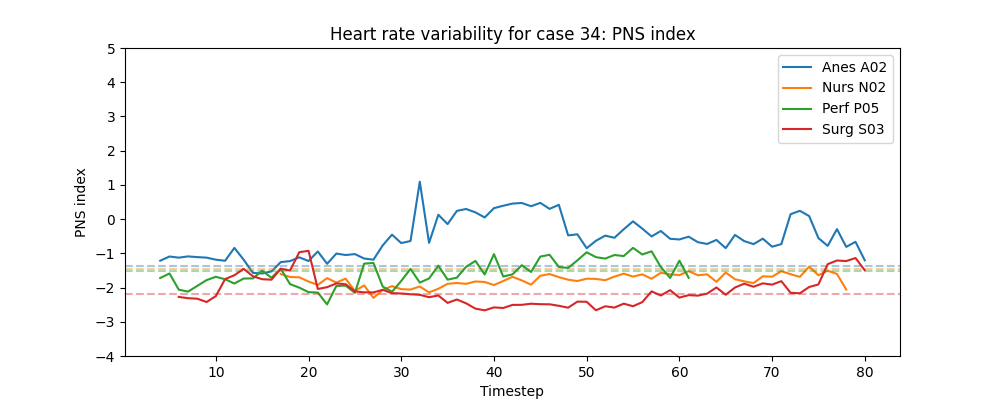 Heart rate variability for case 34: PNS index
PNS index
5
4
3
2
1
0
−1
−2
−3
−4
10
20
30
40
50
60
70
80
Timestep
Anes A02
Nurs N02
Perf P05
Surg S03